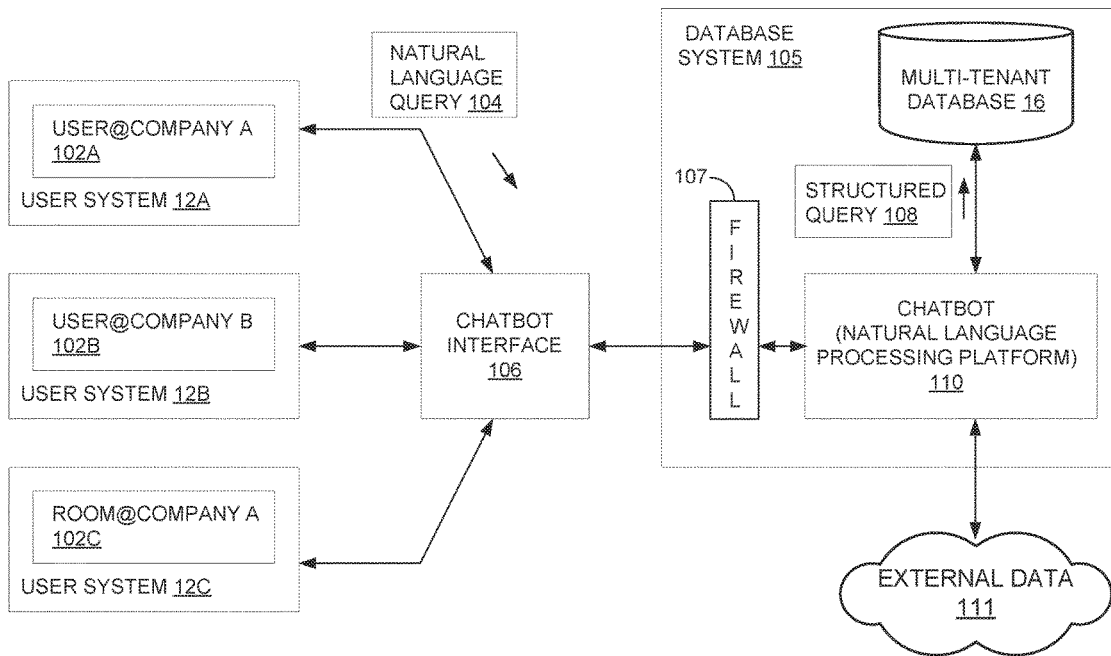 USER@COMPANY A
102A
USER SYSTEM 12A
USER@COMPANY B
102B
USER SYSTEM 12B
ROOM@COMPANY A
102C
USER SYSTEM 12C
NATURAL
LANGUAGE
QUERY 104
CHATBOT
INTERFACE
106
DATABASE
SYSTEM 105
107
F
I
R
E
W
A
L
L
MULTI-TENANT
DATABASE 16
STRUCTURED
QUERY 108
CHATBOT
(NATURAL LANGUAGE
PROCESSING PLATFORM)
110
EXTERNAL DATA
111